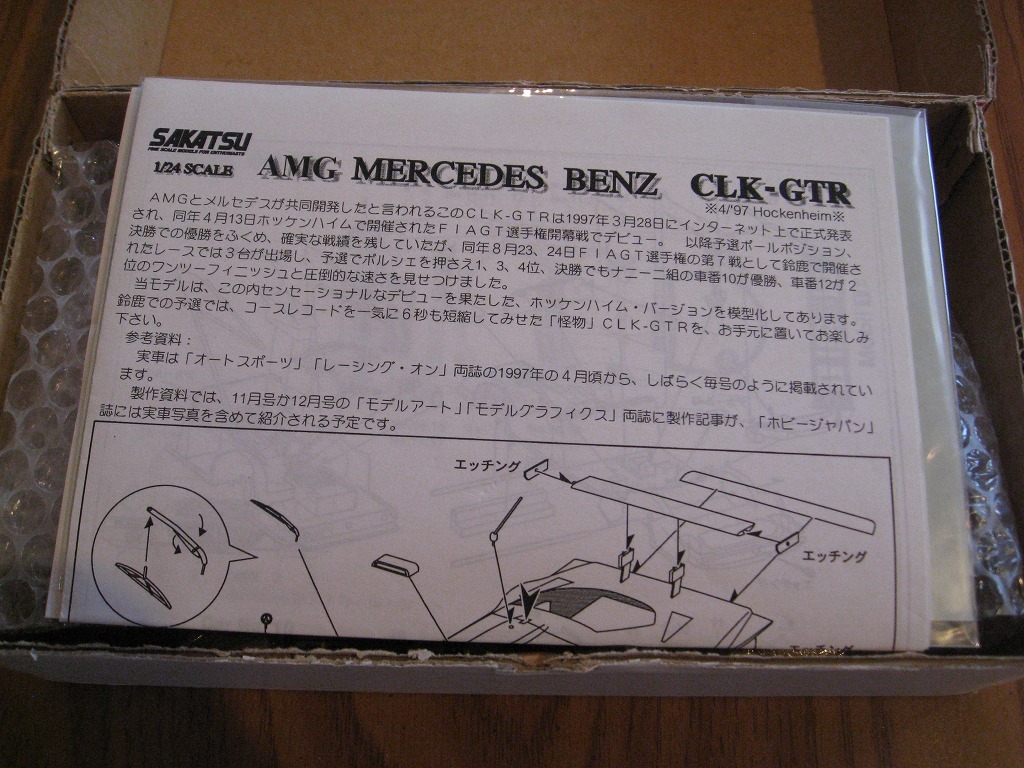 SAKATSU
FINE SCALE MODELS FOR ENTHUSIASTS
1/24 SCALE AMG MERCEDES BENZ CLK-GTR
※4/'97 Hockenheim※
AMGとメルセデスが共同開発したと言われるこのCLK-GTRは1997年3月28日にインターネット上で正式発表
され、同年4月13日ホッケンハイムで開催されたFIAGT選手権開幕戦でデビュー。 以降予選ポールポジション、
決勝での優勝をふくめ、確実な戦績を残していたが、同年8月23、24日FIAGT選手権の第7戦として鈴鹿で開催さ
れたレースでは3台が出場し、予選でポルシェを押さえ1、3、4位、決勝でもナニーニ組の車番10が優勝、車番12が2
位のワンツーフィニッシュと圧倒的な速さを見せつけました。
当モデルは、この内センセーショナルなデビューを果たした、ホッケンハイム・バージョンを模型化してあります。
鈴鹿での予選では、コースレコードを一気に6秒も短縮してみせた「怪物」CLK-GTRを、お手元に置いてお楽しみ
下さい。
参考資料：
実車は「オートスポーツ」「レーシング・オン」両誌の1997年の4月頃から、しばらく毎号のように掲載されてい
ます。
製作資料では、11月号か12月号の「モデルアート」「モデルグラフィクス」両誌に製作記事が、「ホビージャパン」
誌には実車写真を含めて紹介される予定です。
エッチング
エッチング